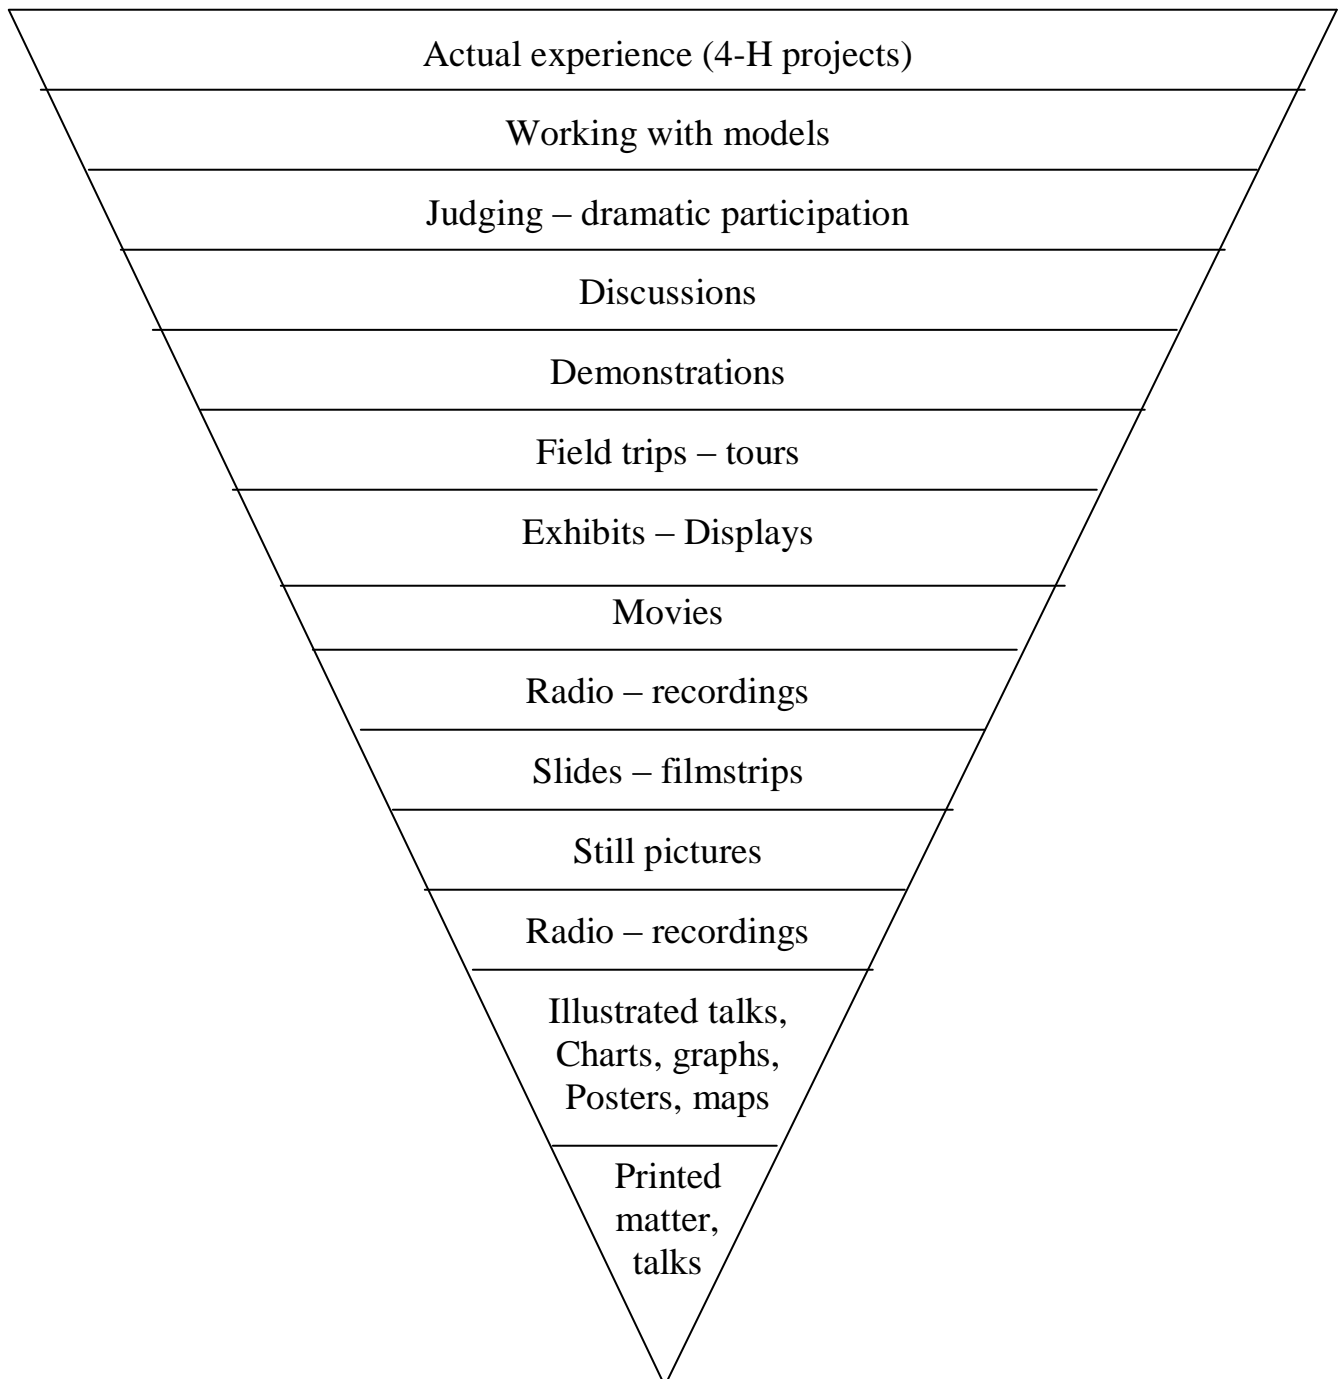 Actual experience (4-H projects)
Working with models
Judging – dramatic participation
Discussions
Demonstrations
Field trips – tours
Exhibits – Displays
Movies
Radio – recordings
Slides – filmstrips
Still pictures
Radio – recordings
Illustrated talks,
Charts, graphs,
Posters, maps
Printed
matter,
talks